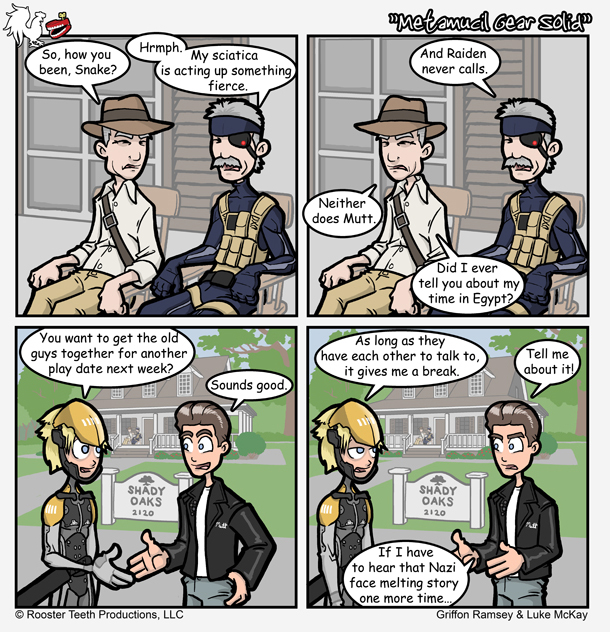 "Metamucil Gear Solid"
So, how you
been, Snake?
Hrmph.
My sciatica
is acting up something
fierce.
And Raiden
never calls.
Neither
does Mutt.
Did I ever
tell you about my
time in Egypt?
You want to get the old
guys together for another
play date next week?
Sounds good.
SHADY
OAKS
2120
Mutt
As long as they
have each other to talk to,
it gives me a break.
Tell me
about it!
SHADY
OAKS
2120
Mutt
If I have
to hear that Nazi
face melting story
one more time...
© Rooster Teeth Productions, LLC
Griffon Ramsey & Luke McKay